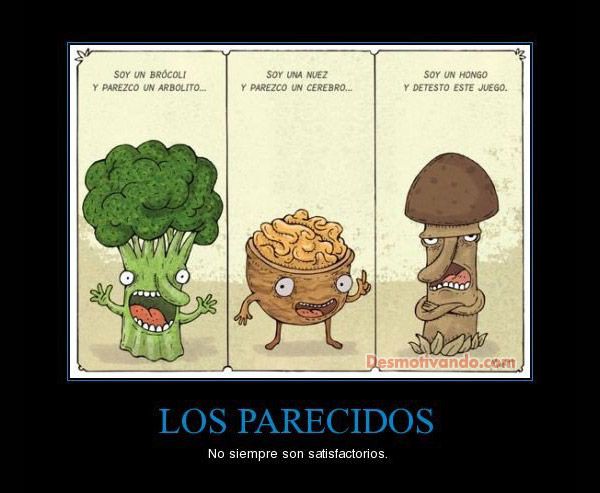 SOY UN BRÓCOLI
Y PAREZCO UN ARBOLITO...
SOY UNA NUEZ
Y PAREZCO UN CEREBRO...
SOY UN HONGO
Y DETESTO ESTE JUEGO.
Desmotivando.com
LOS PARECIDOS
No siempre son satisfactorios.